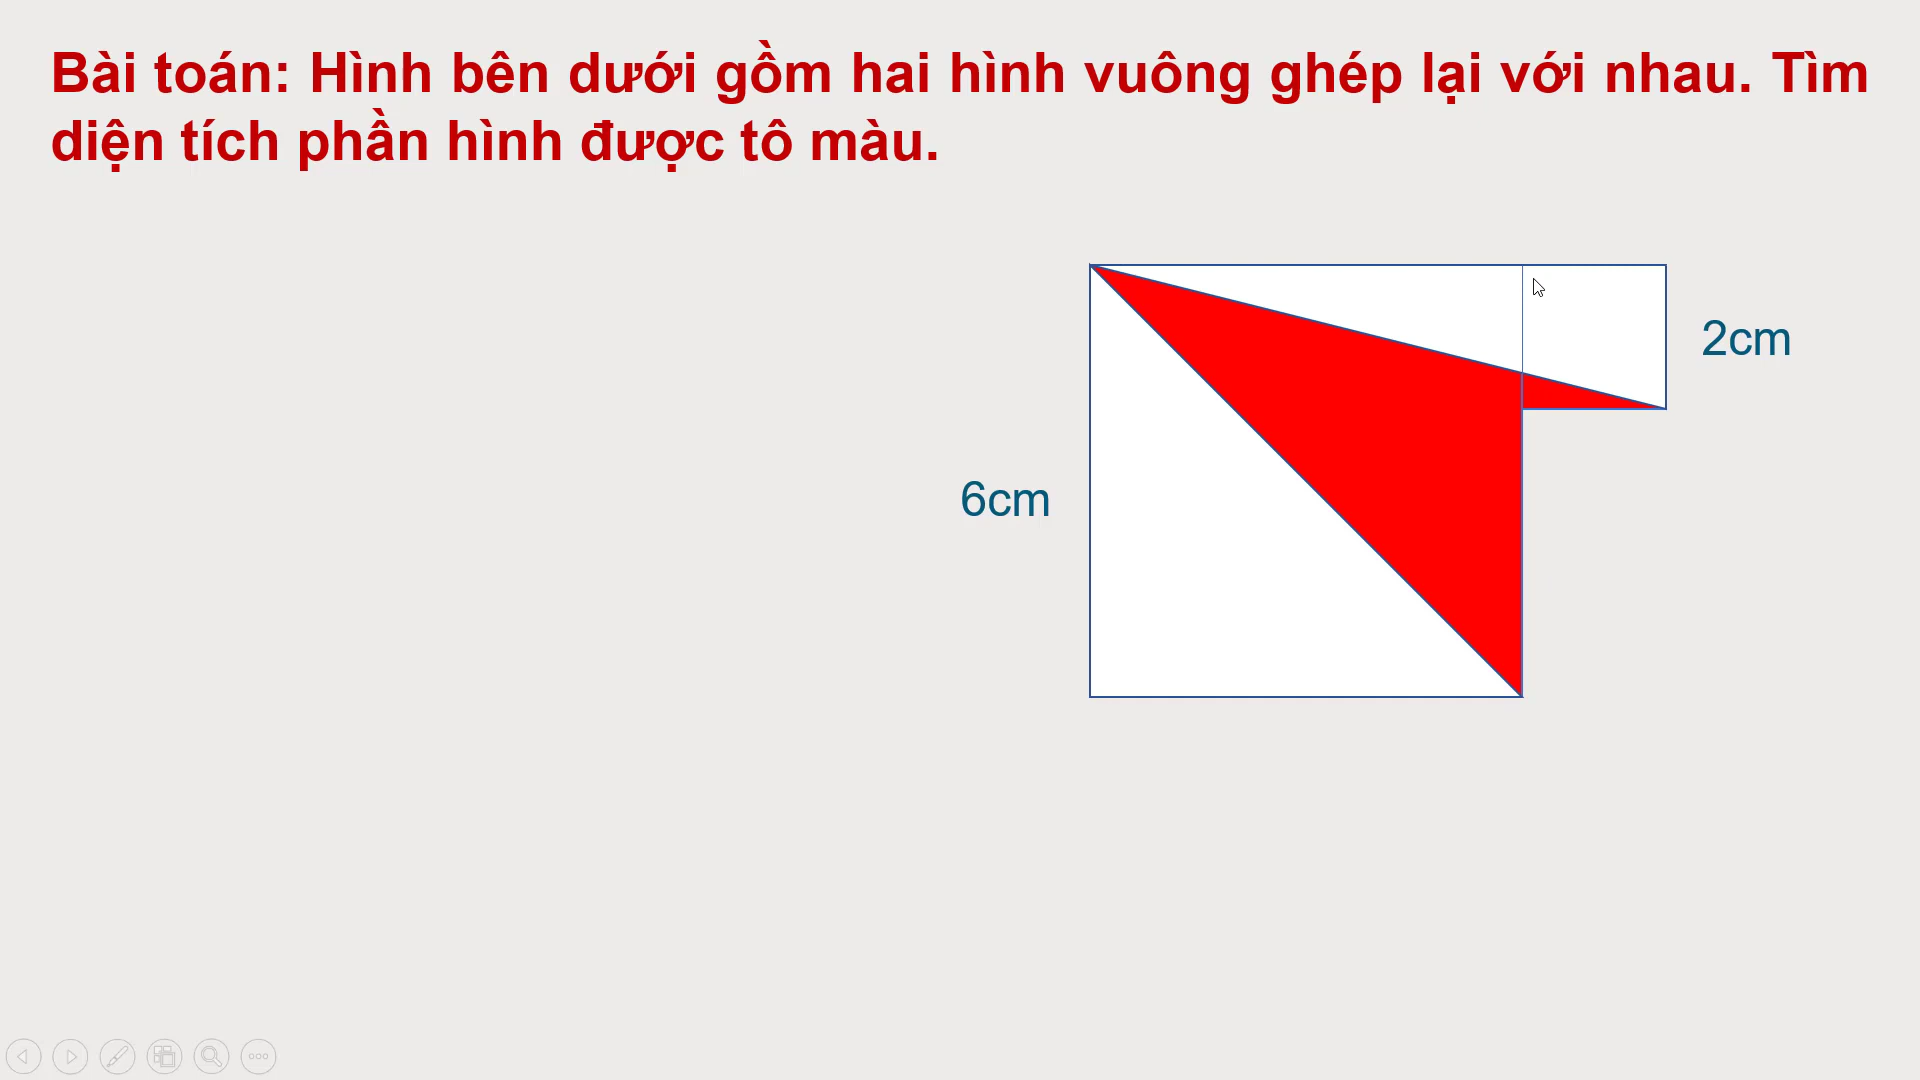 Bài toán: Hình bên dưới gồm hai hình vuông ghép lại với nhau. Tìm
diện tích phần hình được tô màu.
2cm
6cm